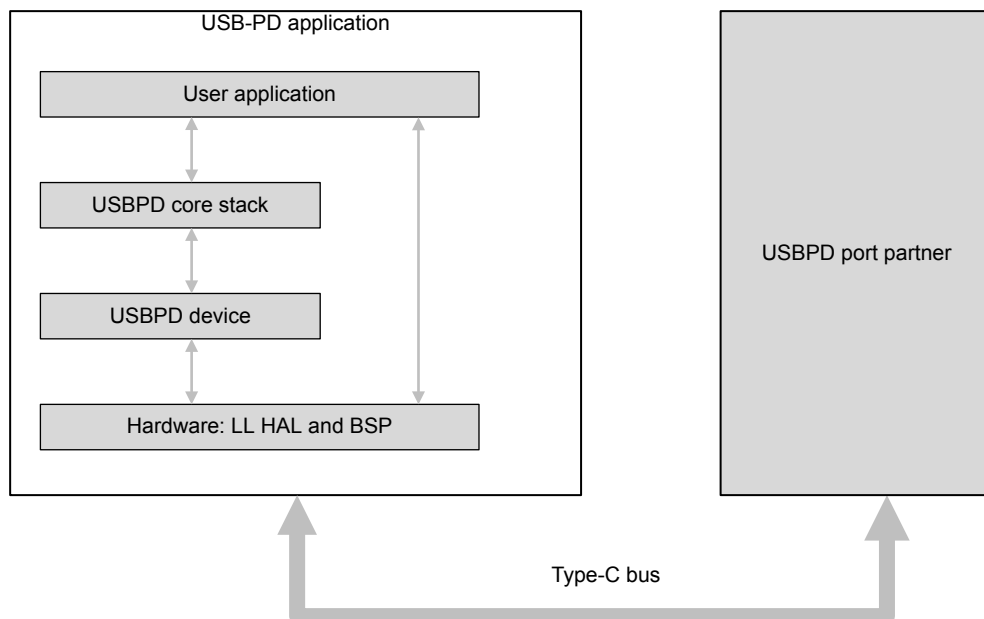 USB-PD application
User application
USBPD core stack
USBPD device
Hardware: LL HAL and BSP
USBPD port partner
Type-C bus